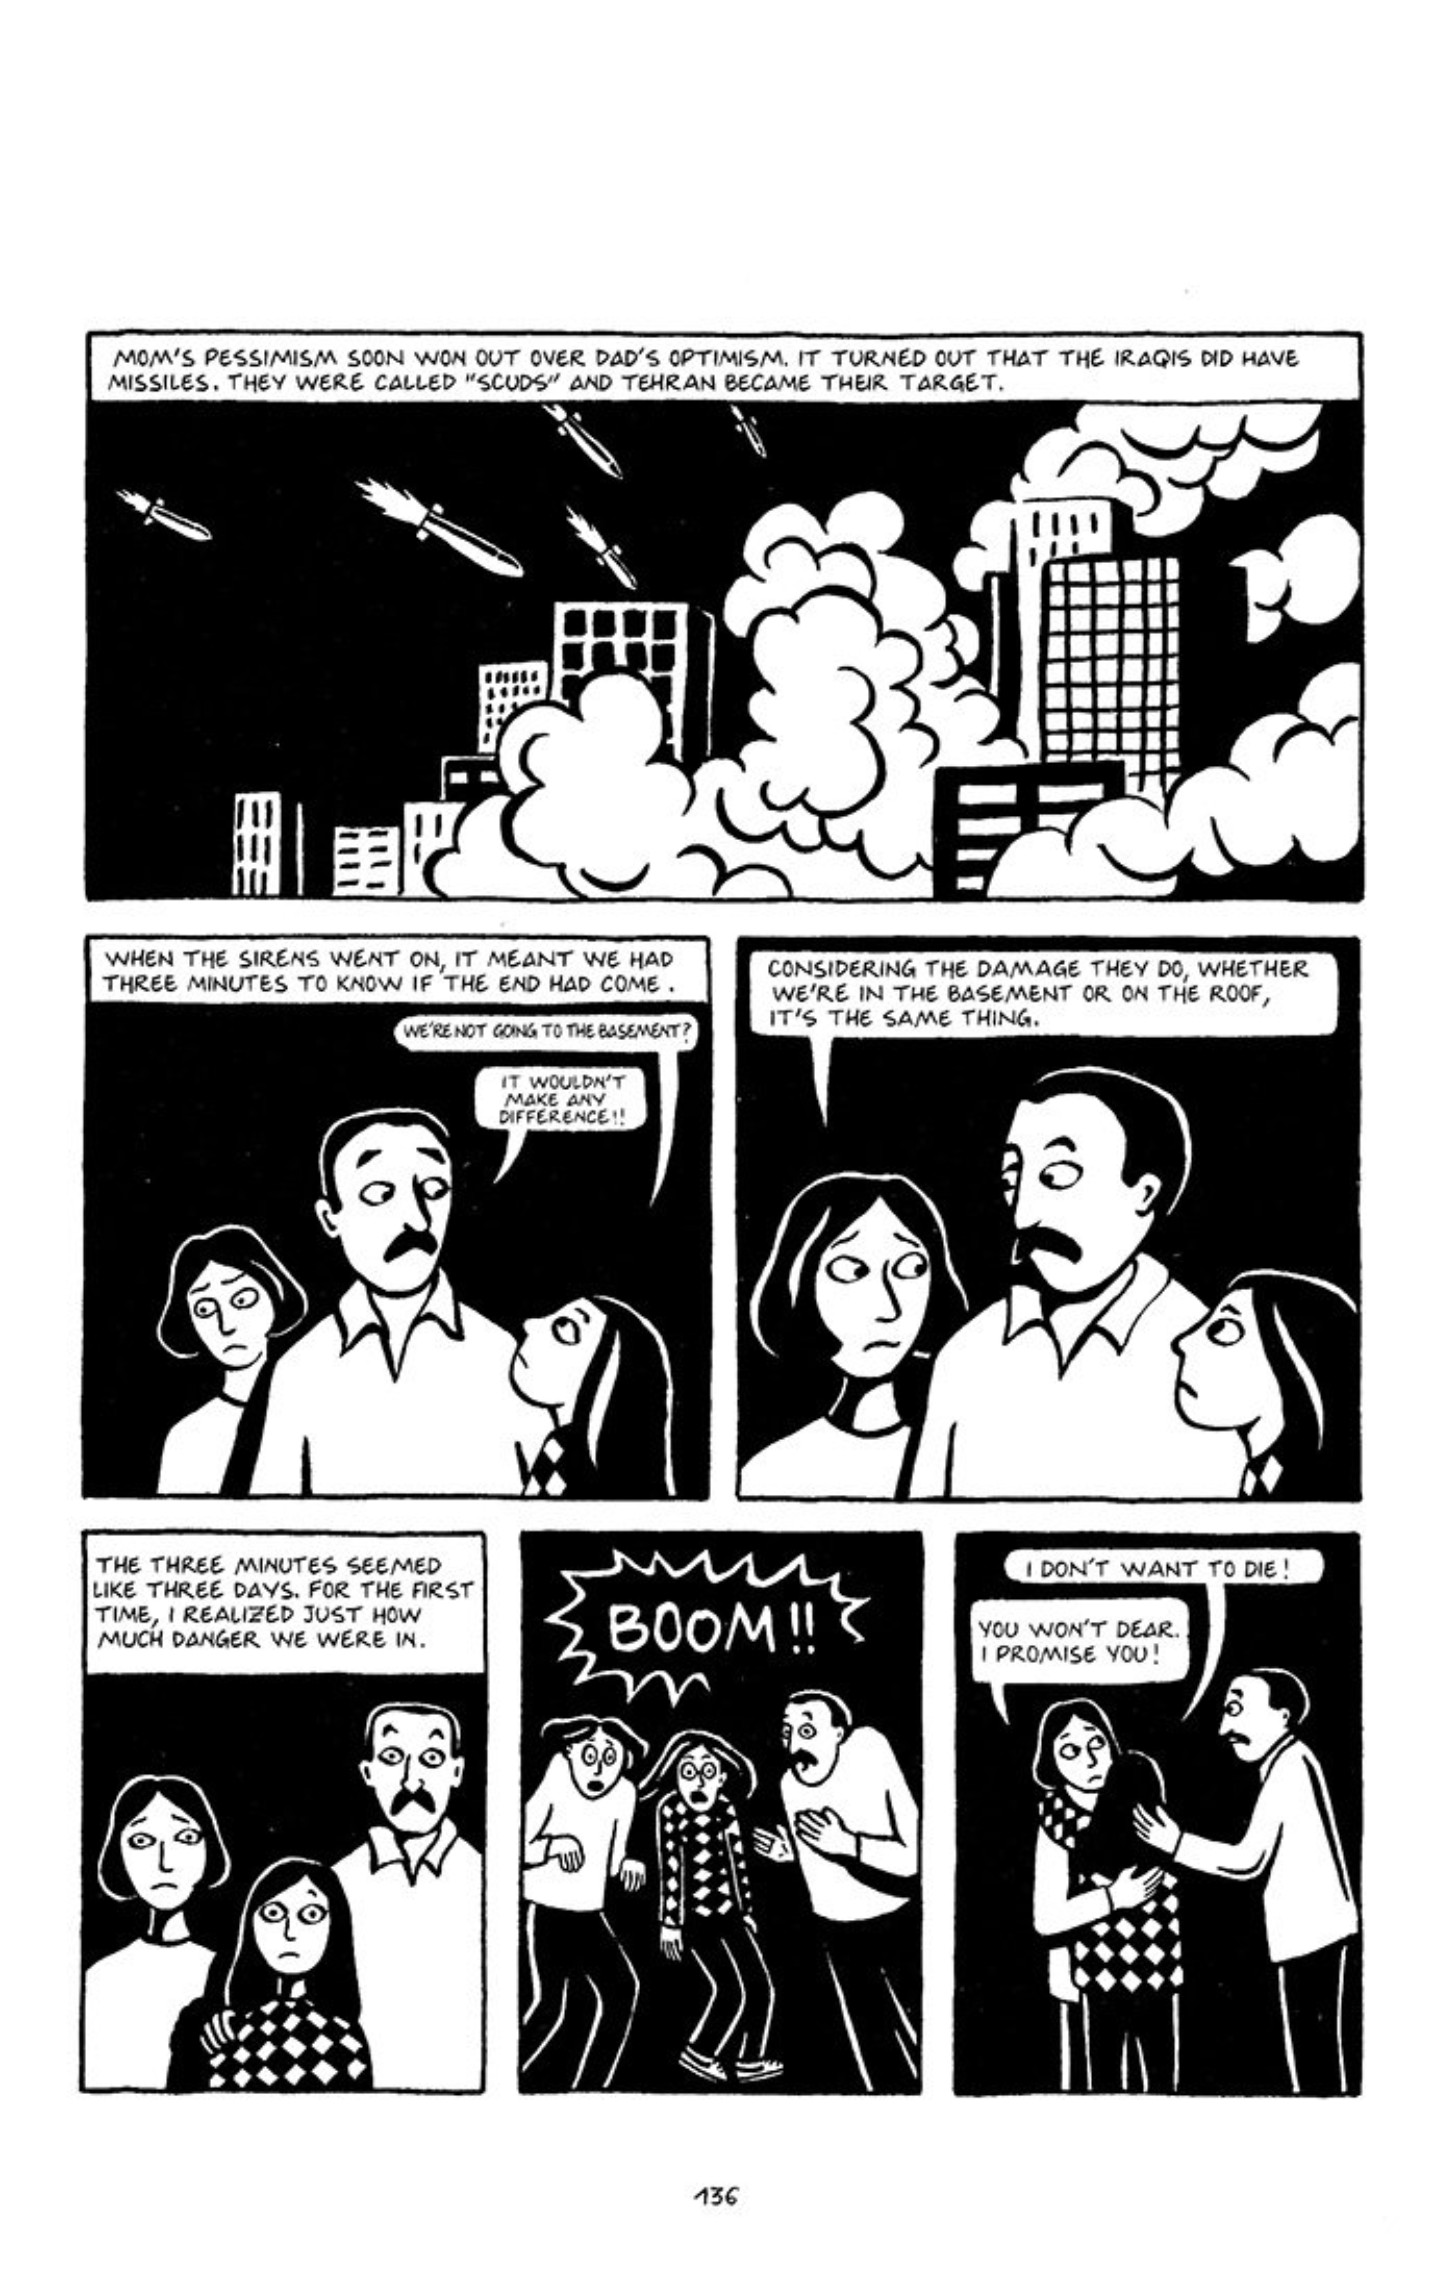 MOM'S PESSIMISM SOON WON OUT OVER DAD'S OPTIMISM. IT TURNED OUT THAT THE IRAQIS DID HAVE
MISSILES. THEY WERE CALLED "SCUDS" AND TEHRAN BECAME THEIR TARGET.
WHEN THE SIRENS WENT ON, IT MEANT WE HAD
THREE MINUTES TO KNOW IF THE END HAD COME.
WE'RE NOT GOING TO THE BASEMENT?
IT WOULDN'T
MAKE ANY
DIFFERENCE!!
CONSIDERING THE DAMAGE THEY DO, WHETHER
WE'RE IN THE BASEMENT OR ON THE ROOF,
IT'S THE SAME THING.
THE THREE MINUTES SEEMED
LIKE THREE DAYS. FOR THE FIRST
TIME, I REALIZED JUST HOW
MUCH DANGER WE WERE IN.
BOOM!!
I DON'T WANT TO DIE!
YOU WON'T DEAR.
I PROMISE YOU!
136